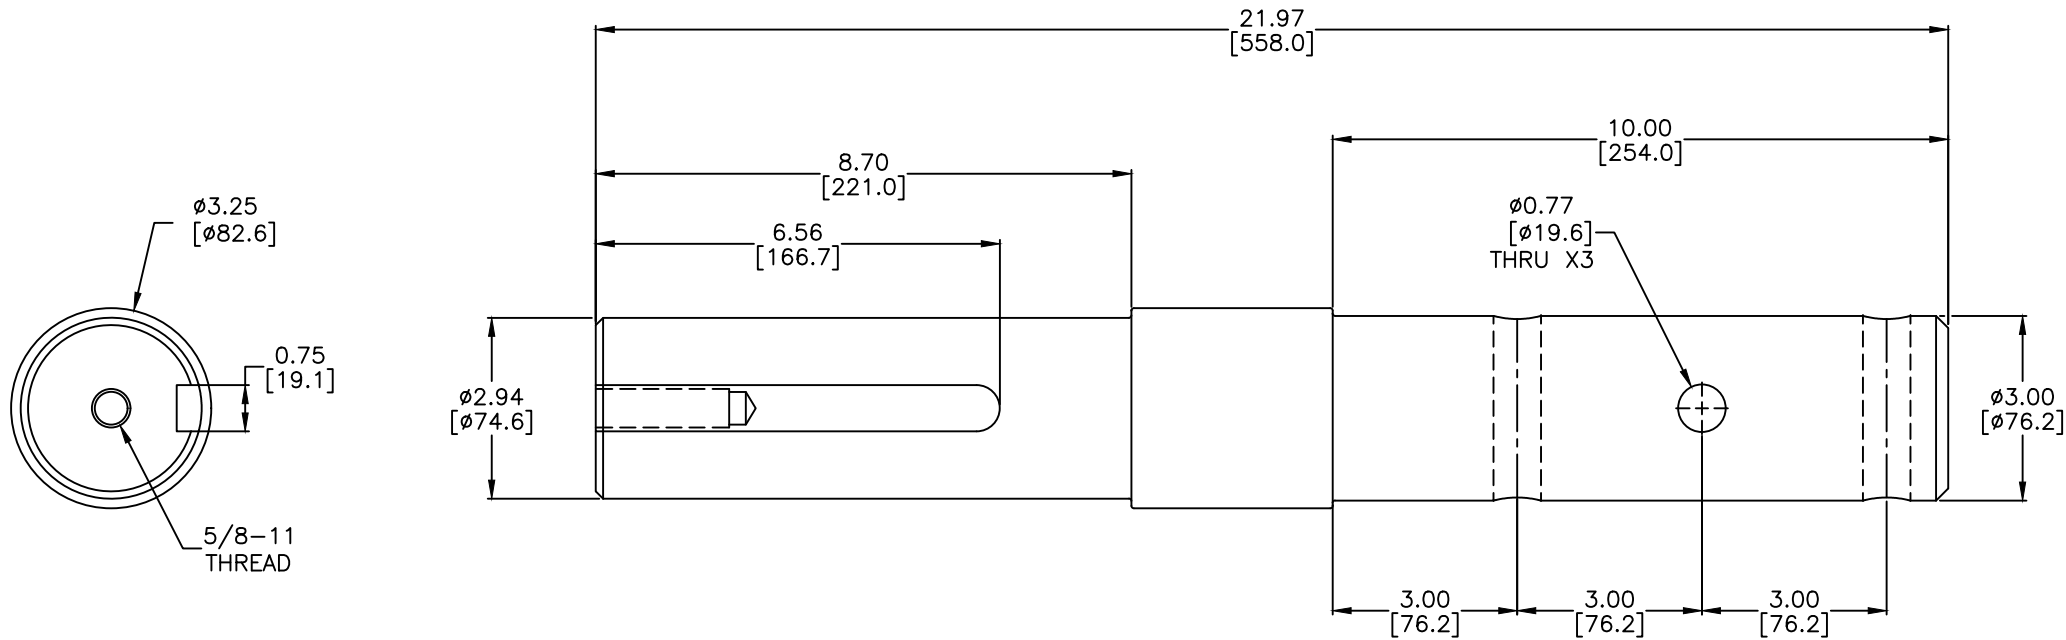 21.97
[558.0]
10.00
[254.0]
8.70
[221.0]
ø3.25
[ø82.6]
6.56
[166.7]
ø0.77
[ø19.6]
THRU X3
0.75
[19.1]
ø2.94
[ø74.6]
ø3.00
[ø76.2]
5/8-11
THREAD
3.00
[76.2]
3.00
[76.2]
3.00
[76.2]